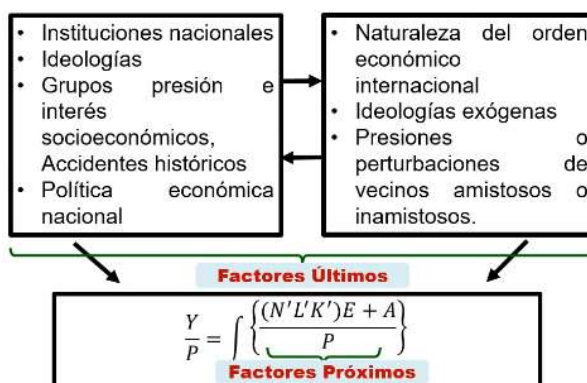 • Instituciones nacionales
• Ideologías
• Grupos presión e
interés
socioeconómicos,
Accidentes históricos
• Política económica
nacional
• Naturaleza del orden
económico
internacional
• Ideologías exógenas
• Presiones o
perturbaciones de
vecinos amistosos o
inamistosos.
Factores Últimos
Y/P = ∫ { (N'L'K')E + A / P }
Factores Próximos